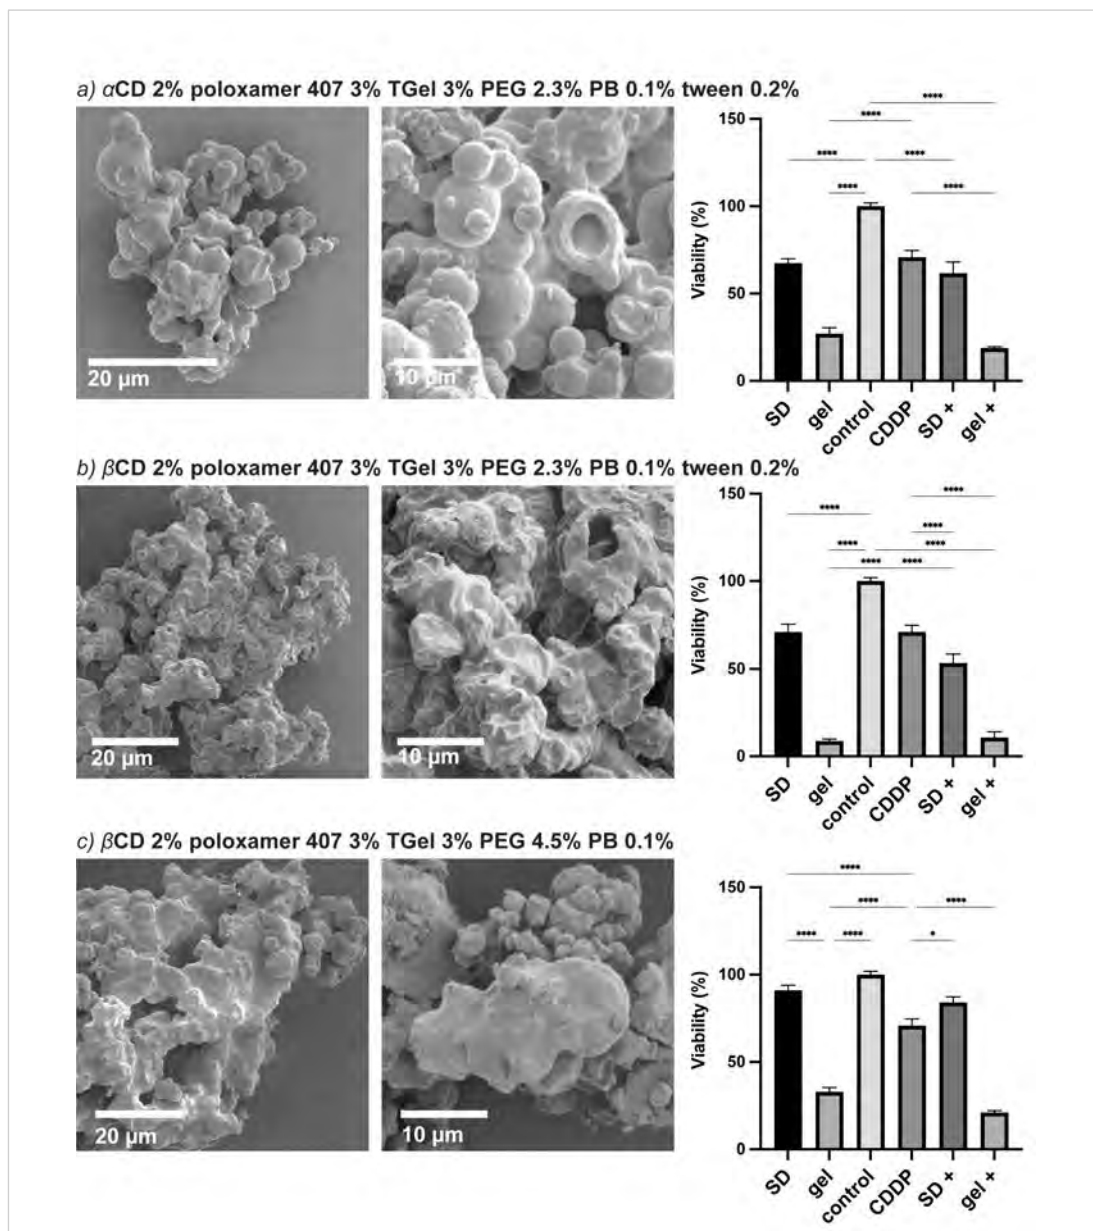 a) αCD 2% poloxamer 407 3% TGel 3% PEG 2.3% PB 0.1% tween 0.2%
20 µm
10 µm
Viability (%)
150
100
50
0
**** 
****
**** ****
**** ****
SD gel control CDDP SD + gel +
b) βCD 2% poloxamer 407 3% TGel 3% PEG 2.3% PB 0.1% tween 0.2%
20 µm
10 µm
Viability (%)
150
100
50
0
****
**** ****
**** ****
**** ****
SD gel control CDDP SD + gel +
c) βCD 2% poloxamer 407 3% TGel 3% PEG 4.5% PB 0.1%
20 µm
10 µm
Viability (%)
150
100
50
0
****
**** ****
**** **** *
SD gel control CDDP SD + gel +